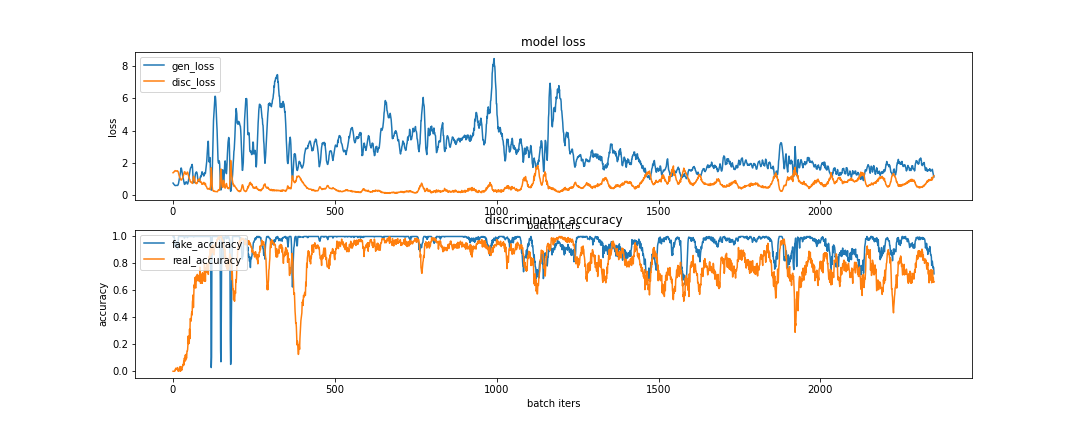 model loss
gen_loss
disc_loss
loss
8
6
4
2
0
0 500 1000 1500 2000
batch iters
discriminator accuracy
fake_accuracy
real_accuracy
accuracy
1.0
0.8
0.6
0.4
0.2
0.0
0 500 1000 1500 2000
batch iters